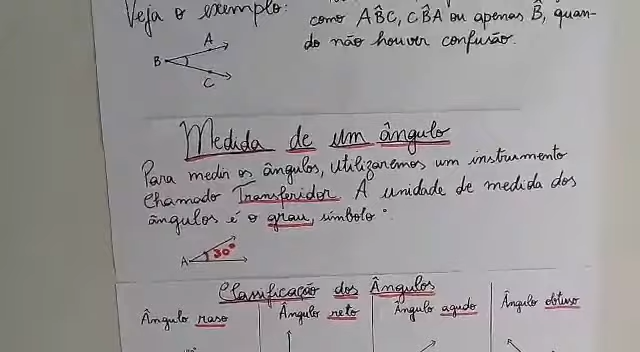 Veja o exemplo:
A
B
C
como AB̂C, CB̂A ou apenas B̂, quan-
do não houver confusão.
Medida de um ângulo
Para medir os ângulos, utilizaremos um instrumento
chamado Transferidor. A unidade de medida dos
ângulos é o grau, símbolo °.
A 30°
Classificação dos Ângulos
Ângulo raso
Ângulo reto
Ângulo agudo
Ângulo obtuso